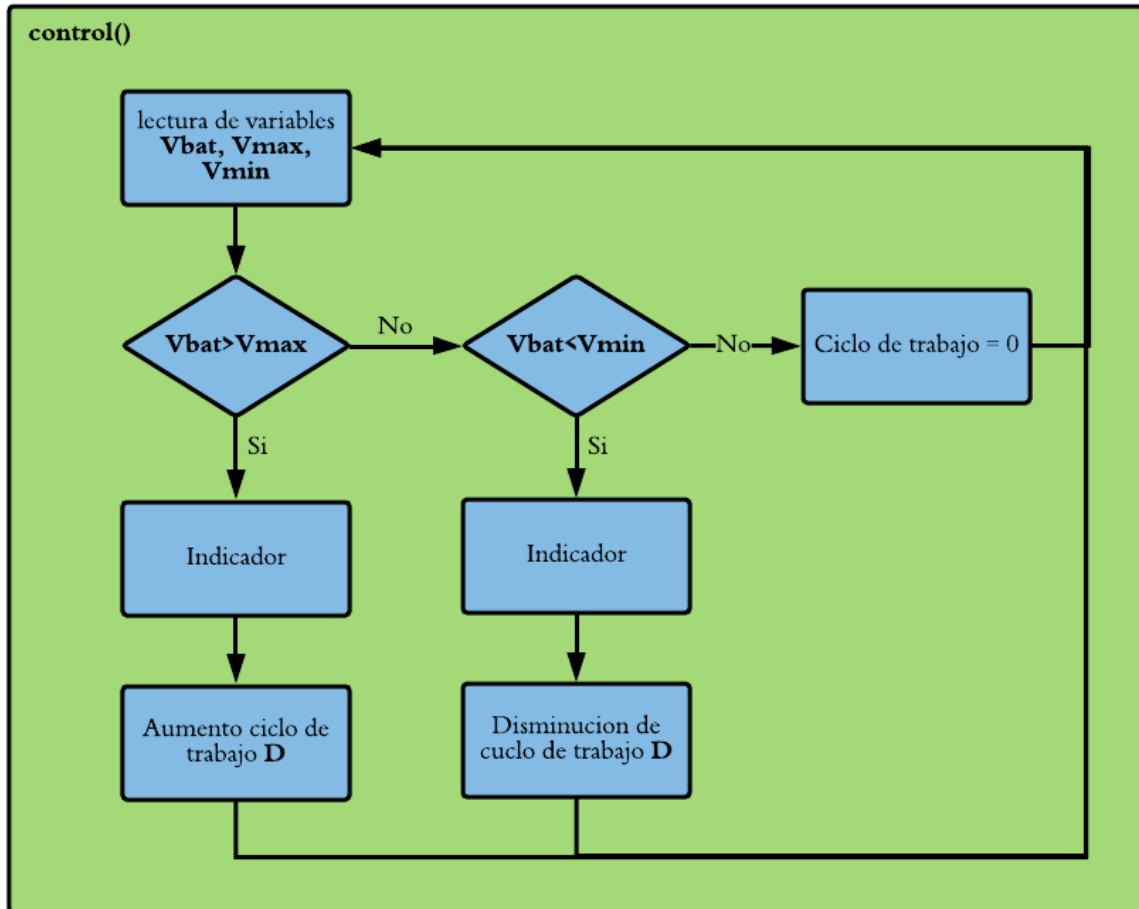 control()
lectura de variables
Vbat, Vmax,
Vmin
Vbat>Vmax
No
Vbat<Vmin
No
Ciclo de trabajo = 0
Si
Si
Indicador
Indicador
Aumento ciclo de
trabajo D
Disminucion de
cuclo de trabajo D